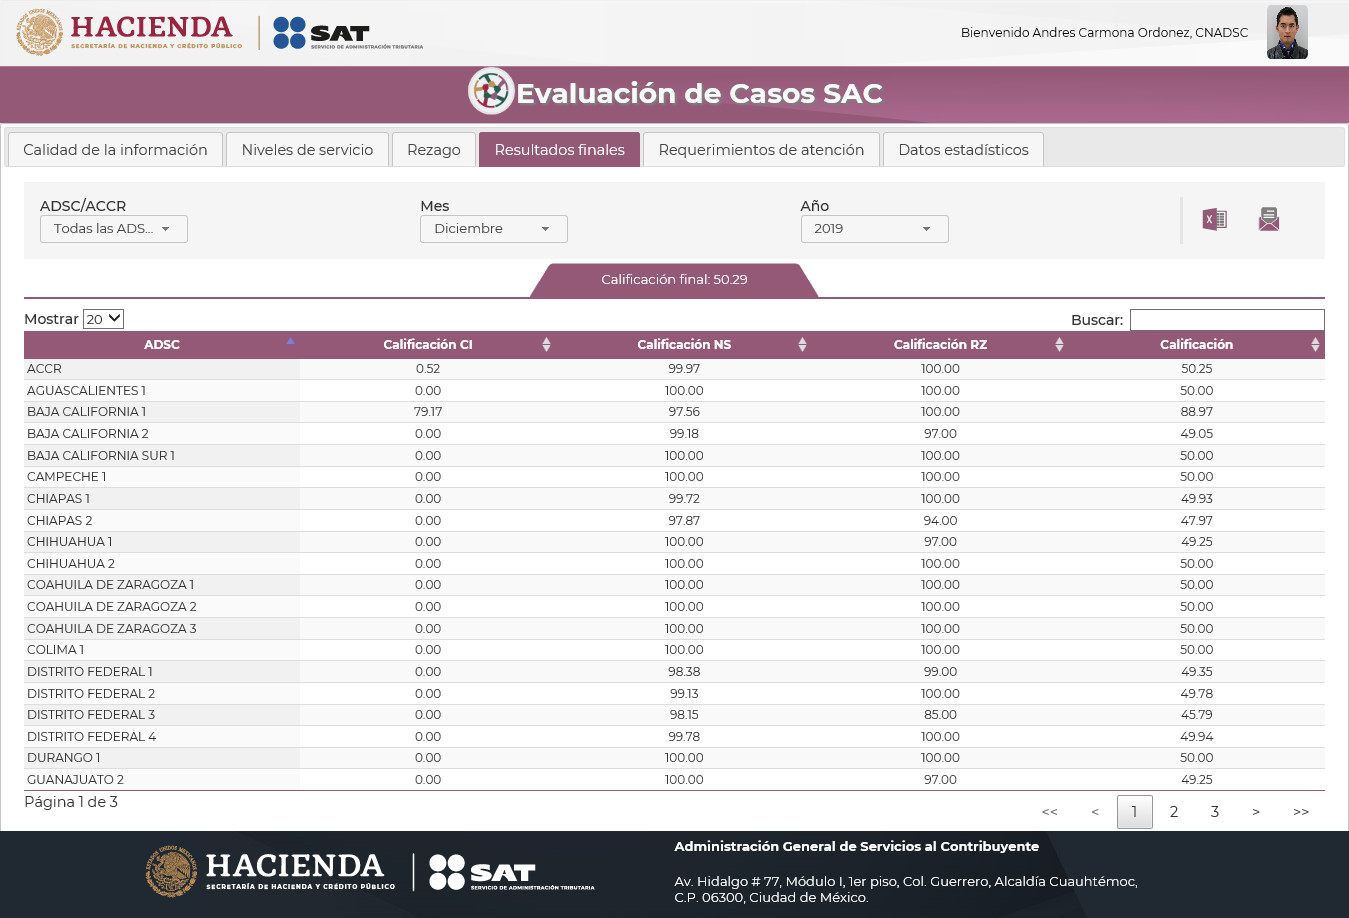 HACIENDA
SECRETARÍA DE HACIENDA Y CRÉDITO PÚBLICO
SAT
SERVICIO DE ADMINISTRACIÓN TRIBUTARIA
Bienvenido Andres Carmona Ordonez, CNADSC
Evaluación de Casos SAC
Calidad de la información Niveles de servicio Rezago Resultados finales Requerimientos de atención Datos estadísticos
ADSC/ACCR Mes Año
Todas las ADS... Diciembre 2019
Calificación final: 50.29
Mostrar 20 Buscar:
ADSC Calificación CI Calificación NS Calificación RZ Calificación
ACCR 0.52 99.97 100.00 50.25
AGUASCALIENTES 1 0.00 100.00 100.00 50.00
BAJA CALIFORNIA 1 79.17 97.56 100.00 88.97
BAJA CALIFORNIA 2 0.00 99.18 97.00 49.05
BAJA CALIFORNIA SUR 1 0.00 100.00 100.00 50.00
CAMPECHE 1 0.00 100.00 100.00 50.00
CHIAPAS 1 0.00 99.72 100.00 49.93
CHIAPAS 2 0.00 97.87 94.00 47.97
CHIHUAHUA 1 0.00 100.00 97.00 49.25
CHIHUAHUA 2 0.00 100.00 100.00 50.00
COAHUILA DE ZARAGOZA 1 0.00 100.00 100.00 50.00
COAHUILA DE ZARAGOZA 2 0.00 100.00 100.00 50.00
COAHUILA DE ZARAGOZA 3 0.00 100.00 100.00 50.00
COLIMA 1 0.00 100.00 100.00 50.00
DISTRITO FEDERAL 1 0.00 98.38 99.00 49.35
DISTRITO FEDERAL 2 0.00 99.13 100.00 49.78
DISTRITO FEDERAL 3 0.00 98.15 85.00 45.79
DISTRITO FEDERAL 4 0.00 99.78 100.00 49.94
DURANGO 1 0.00 100.00 100.00 50.00
GUANAJUATO 2 0.00 100.00 97.00 49.25
Página 1 de 3
<< < 1 2 3 > >>
HACIENDA
SECRETARÍA DE HACIENDA Y CRÉDITO PÚBLICO
SAT
SERVICIO DE ADMINISTRACIÓN TRIBUTARIA
Administración General de Servicios al Contribuyente
Av. Hidalgo # 77, Módulo I, 1er piso, Col. Guerrero, Alcaldía Cuauhtémoc,
C.P. 06300, Ciudad de México.